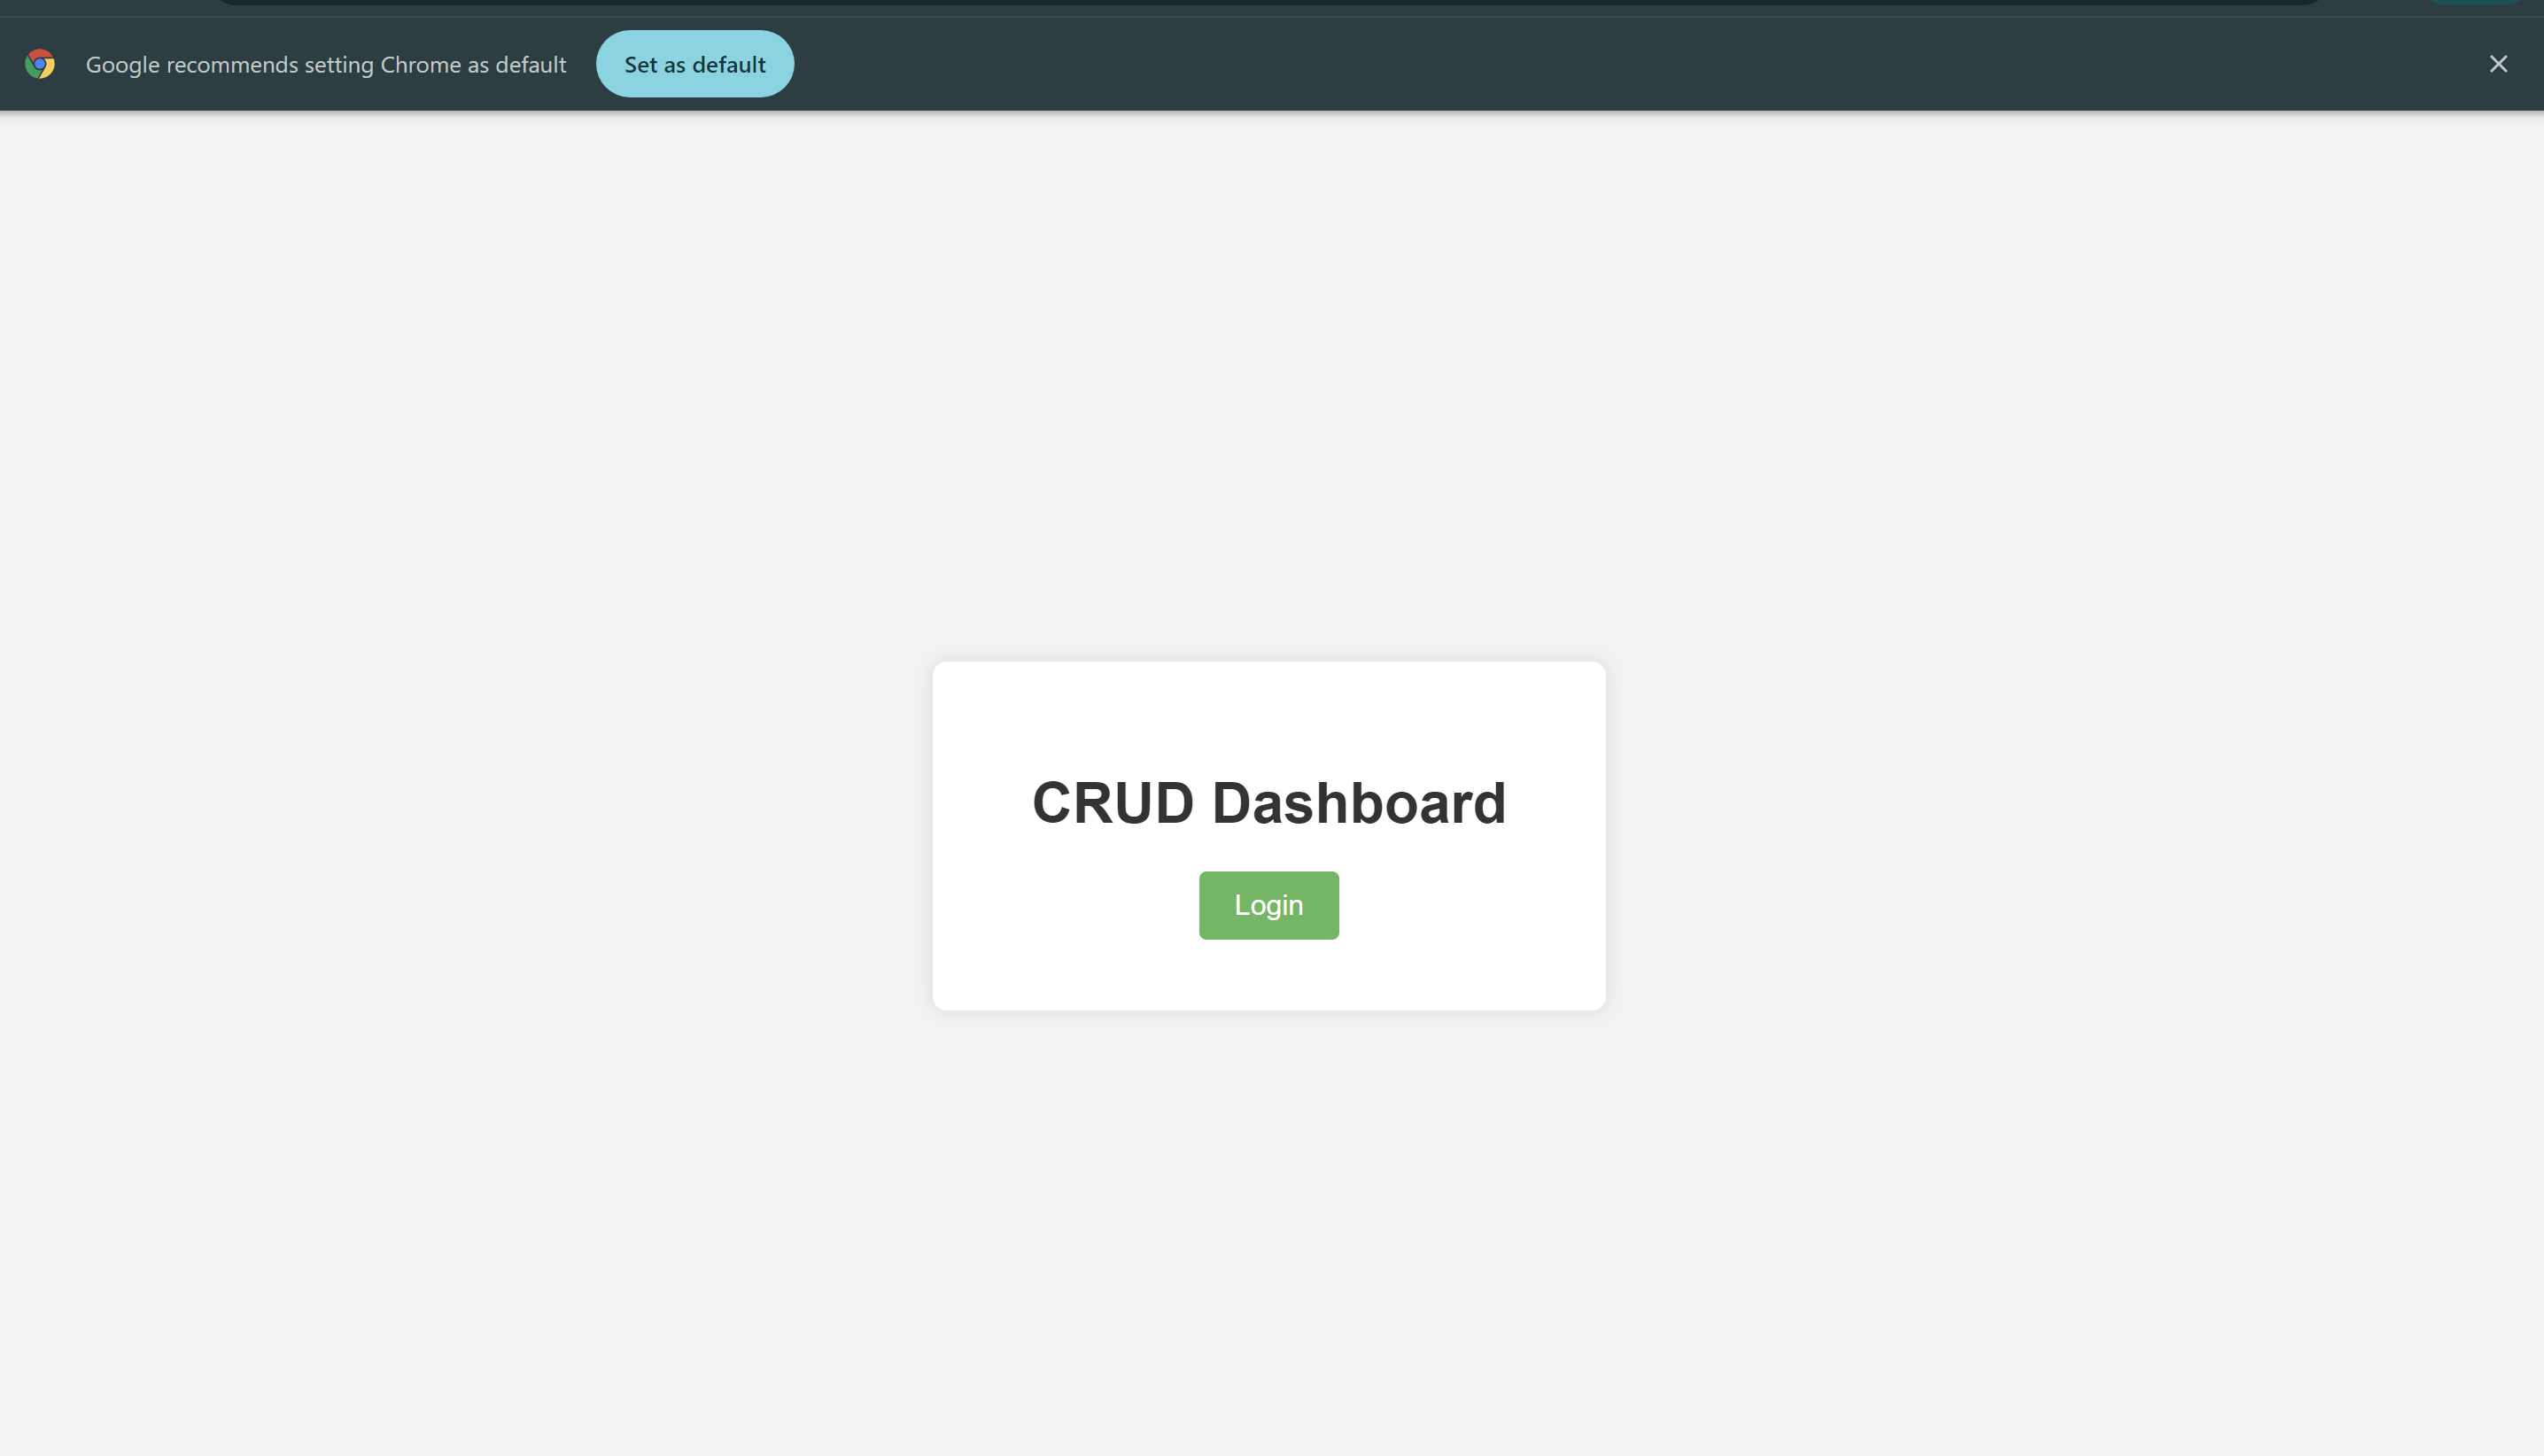 Google recommends setting Chrome as default
Set as default
CRUD Dashboard
Login